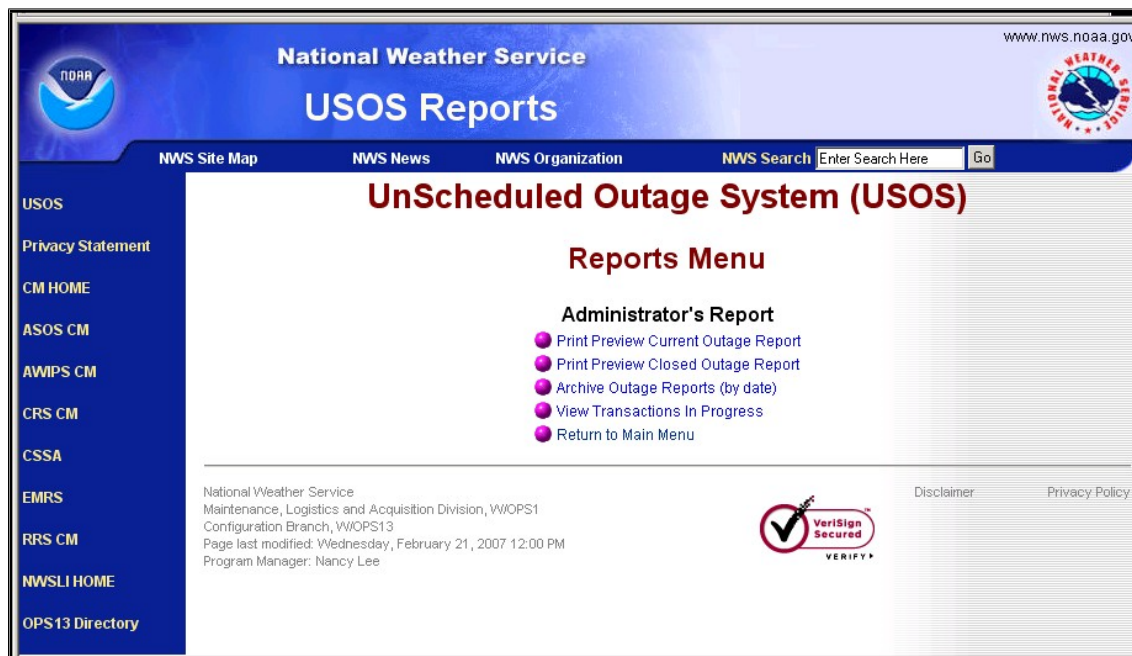 www.nws.noaa.gov
NOAA
National Weather Service
USOS Reports
NATIONAL WEATHER SERVICE
NWS Site Map NWS News NWS Organization NWS Search Enter Search Here Go
USOS
Privacy Statement
CM HOME
ASOS CM
AWIPS CM
CRS CM
CSSA
EMRS
RRS CM
NWSLI HOME
OPS13 Directory
UnScheduled Outage System (USOS)
Reports Menu
Administrator's Report
Print Preview Current Outage Report
Print Preview Closed Outage Report
Archive Outage Reports (by date)
View Transactions In Progress
Return to Main Menu
National Weather Service
Maintenance, Logistics and Acquisition Division, W/OPS1
Configuration Branch, W/OPS13
Page last modified: Wednesday, February 21, 2007 12:00 PM
Program Manager: Nancy Lee
VeriSign
Secured
VERIFY
Disclaimer Privacy Policy